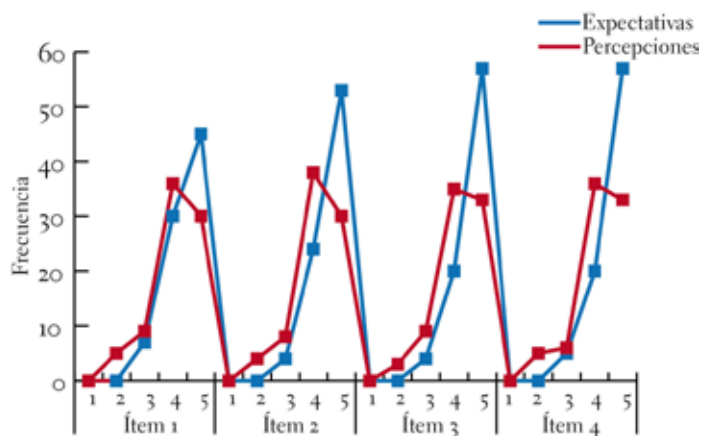 Expectativas
Percepciones
Frecuencia
60
50
40
30
20
10
0
1 2 3 4 5 1 2 3 4 5 1 2 3 4 5 1 2 3 4 5
Ítem 1 Ítem 2 Ítem 3 Ítem 4